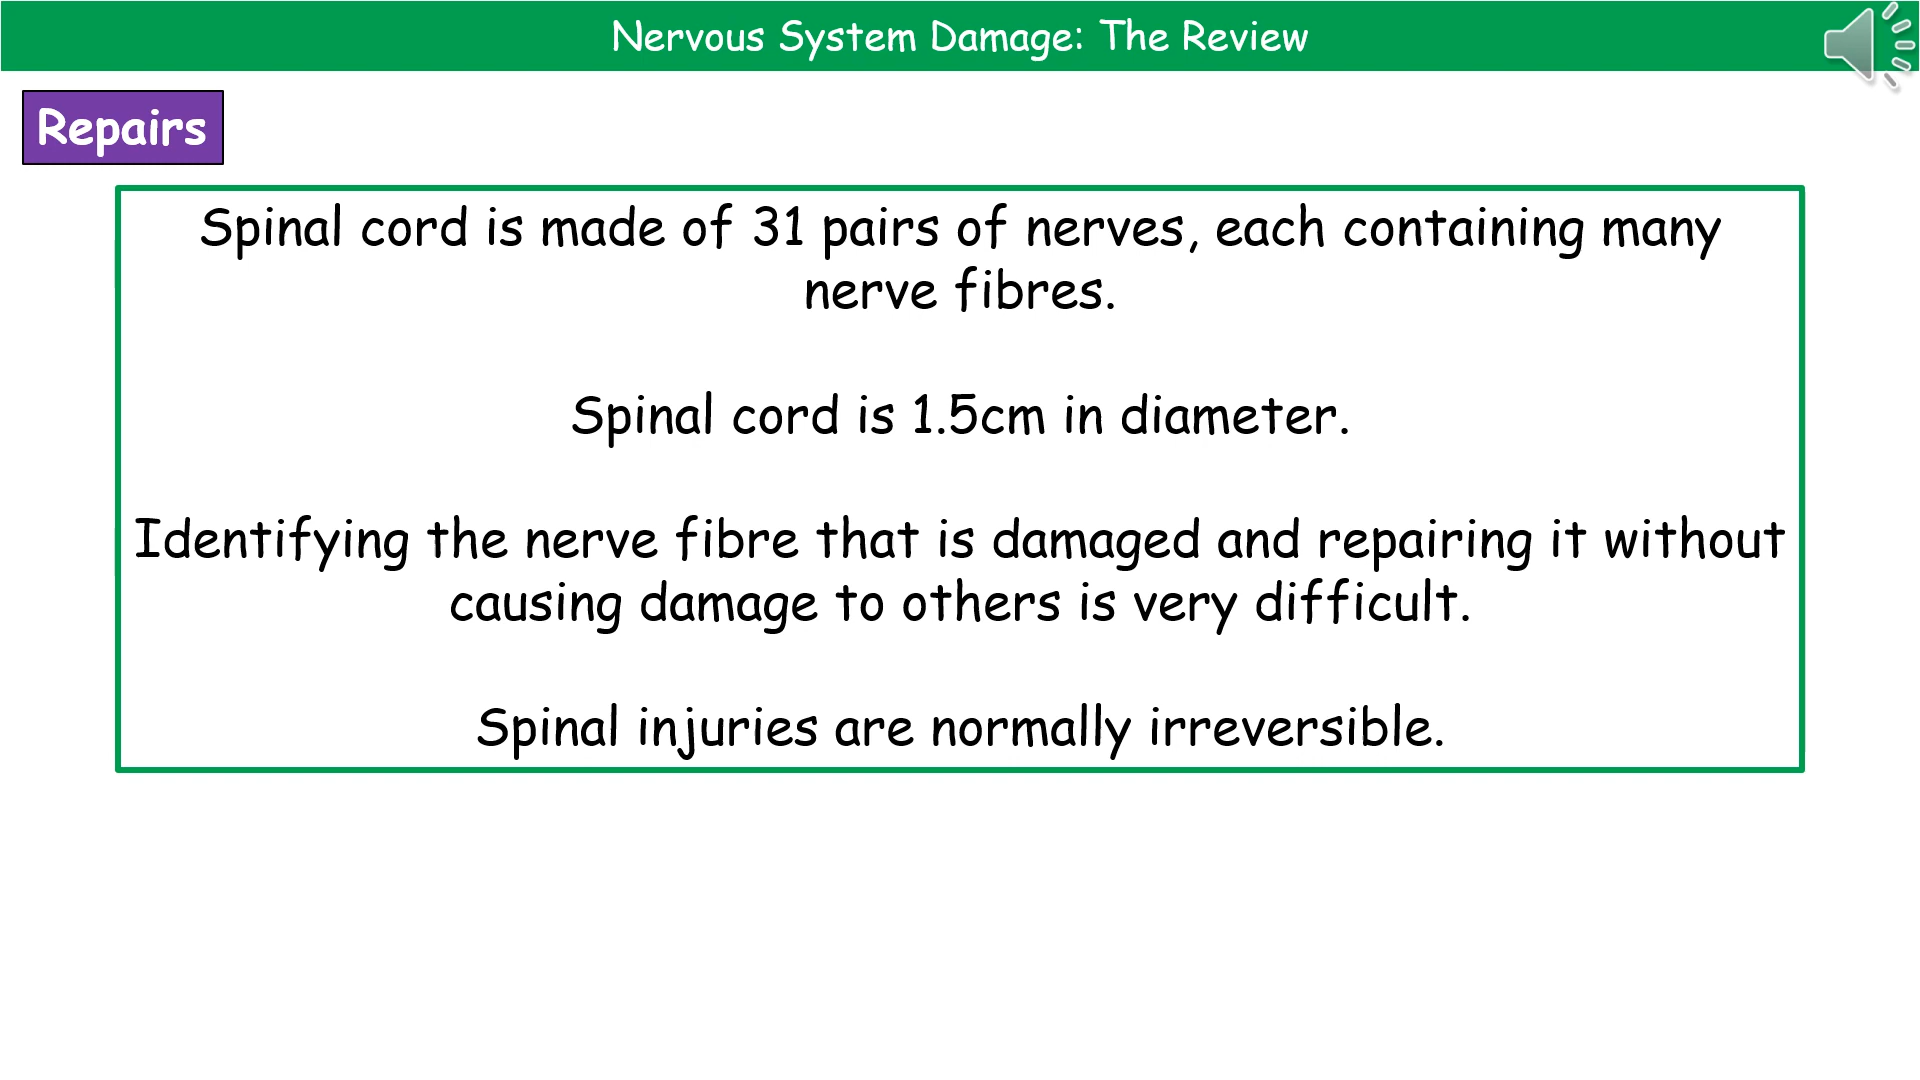 Nervous System Damage: The Review
Repairs
Spinal cord is made of 31 pairs of nerves, each containing many
nerve fibres.
Spinal cord is 1.5cm in diameter.
Identifying the nerve fibre that is damaged and repairing it without
causing damage to others is very difficult.
Spinal injuries are normally irreversible.